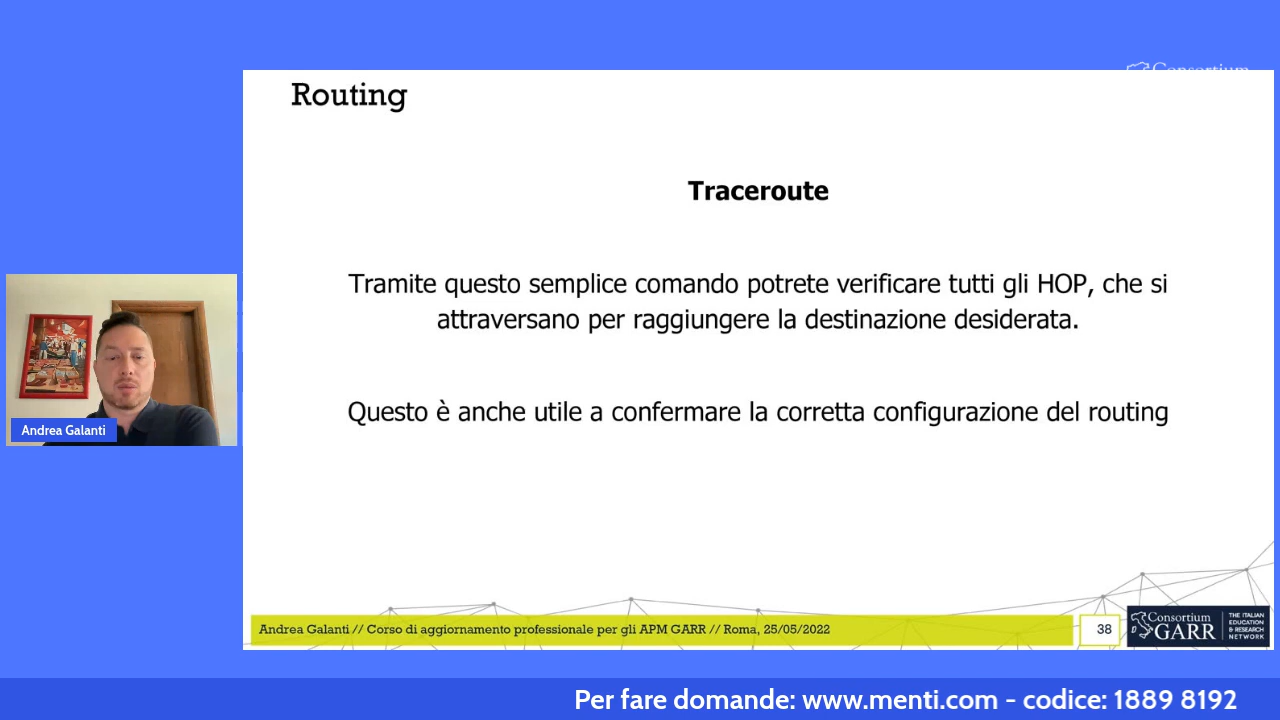 Consortium
Routing
Traceroute
Tramite questo semplice comando potrete verificare tutti gli HOP, che si
attraversano per raggiungere la destinazione desiderata.
Questo è anche utile a confermare la corretta configurazione del routing
Andrea Galanti
Andrea Galanti // Corso di aggiornamento professionale per gli APM GARR // Roma, 25/05/2022
38
Consortium
GARR
THE ITALIAN
EDUCATION
& RESEARCH
NETWORK
Per fare domande: www.menti.com - codice: 1889 8192